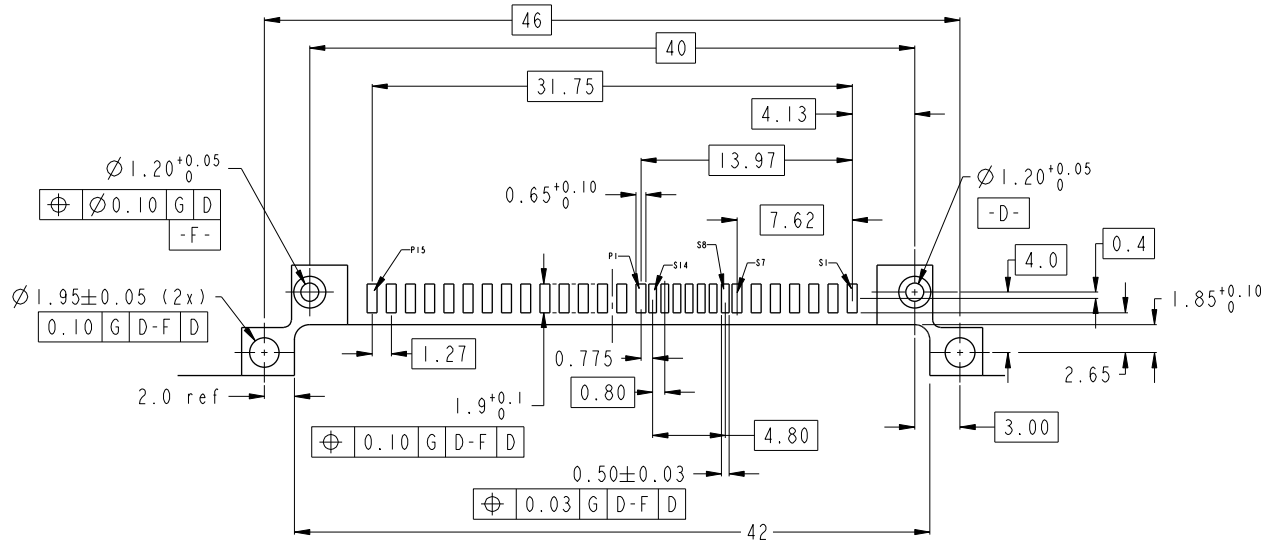 46
40
31.75
4.13
13.97
Ø1.20 +0.05 0
⌖ Ø0.10 G D
-F-
0.65 +0.10 0
Ø1.20 +0.05 0
-D-
7.62
0.4
4.0
P15
P1
S14
S8
S7
S1
Ø1.95±0.05 (2x)
0.10 G D-F D
1.85 +0.10 0
1.27
0.775
2.65
2.0 ref
1.9 +0.1 0
0.80
⌖ 0.10 G D-F D
4.80
3.00
0.50±0.03
⌖ 0.03 G D-F D
42